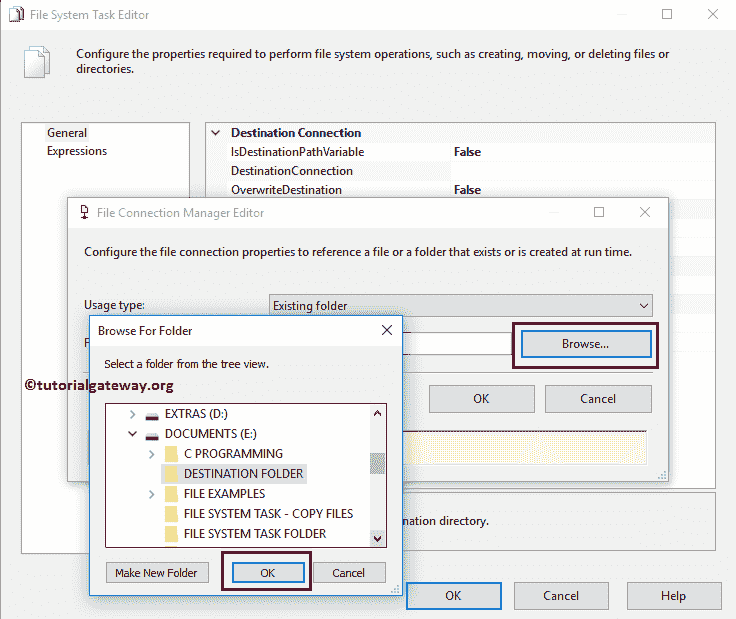 File System Task Editor
Configure the properties required to perform file system operations, such as creating, moving, or deleting files or
directories.
General
Expressions
Destination Connection
IsDestinationPathVariable False
DestinationConnection
OverwriteDestination False
File Connection Manager Editor
Configure the file connection properties to reference a file or a folder that exists or is created at run time.
Usage type: Existing folder
Browse...
OK Cancel
Browse For Folder
Select a folder from the tree view.
©tutorialgateway.org
EXTRAS (D:)
DOCUMENTS (E:)
C PROGRAMMING
DESTINATION FOLDER
FILE EXAMPLES
FILE SYSTEM TASK - COPY FILES
FILE SYSTEM TASK FOLDER
Make New Folder OK Cancel
directory.
OK Cancel Help